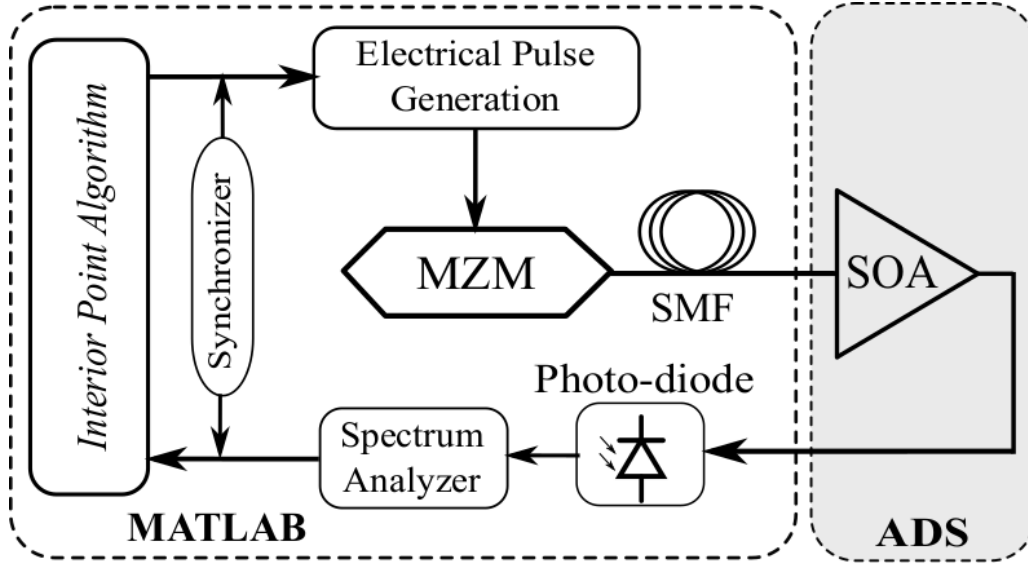 Interior Point Algorithm
Electrical Pulse
Generation
Synchronizer
MZM
SMF
SOA
Photo-diode
Spectrum
Analyzer
MATLAB
ADS